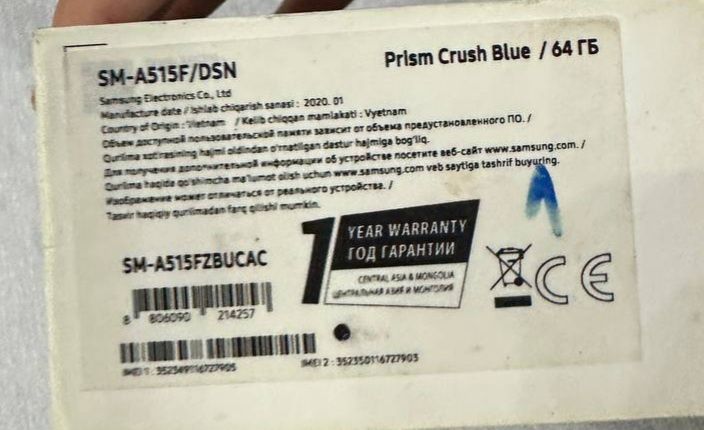 SM-A515F/DSN
Prism Crush Blue / 64 ГБ
Samsung Electronics Co., Ltd
Manufacture date / Ishlab chiqarish sanasi : 2020. 01
Country of Origin : Vietnam / Kelib chiqqan mamlakati : Vyetnam
Объем доступной пользовательской памяти зависит от объема предустановленного ПО. /
Qurilma xotirasining hajmi oldindan o'rnatilgan dastur hajmiga bog'liq.
Для получения дополнительной информации об устройстве посетите веб-сайт www.samsung.com. /
Qurilma haqida qo'shimcha ma'lumot olish uchun www.samsung.com veb saytiga tashrif buyuring.
Изображение может отличаться от реального устройства. /
Tasvir haqiqiy qurilmadan farq qilishi mumkin.
1 YEAR WARRANTY
ГОД ГАРАНТИИ
CENTRAL ASIA & MONGOLIA
ЦЕНТРАЛЬНАЯ АЗИЯ И МОНГОЛИЯ
CE
SM-A515FZBUCAC
8 806090 214257
IMEI 1 : 352349116727905
IMEI 2 : 352350116727903